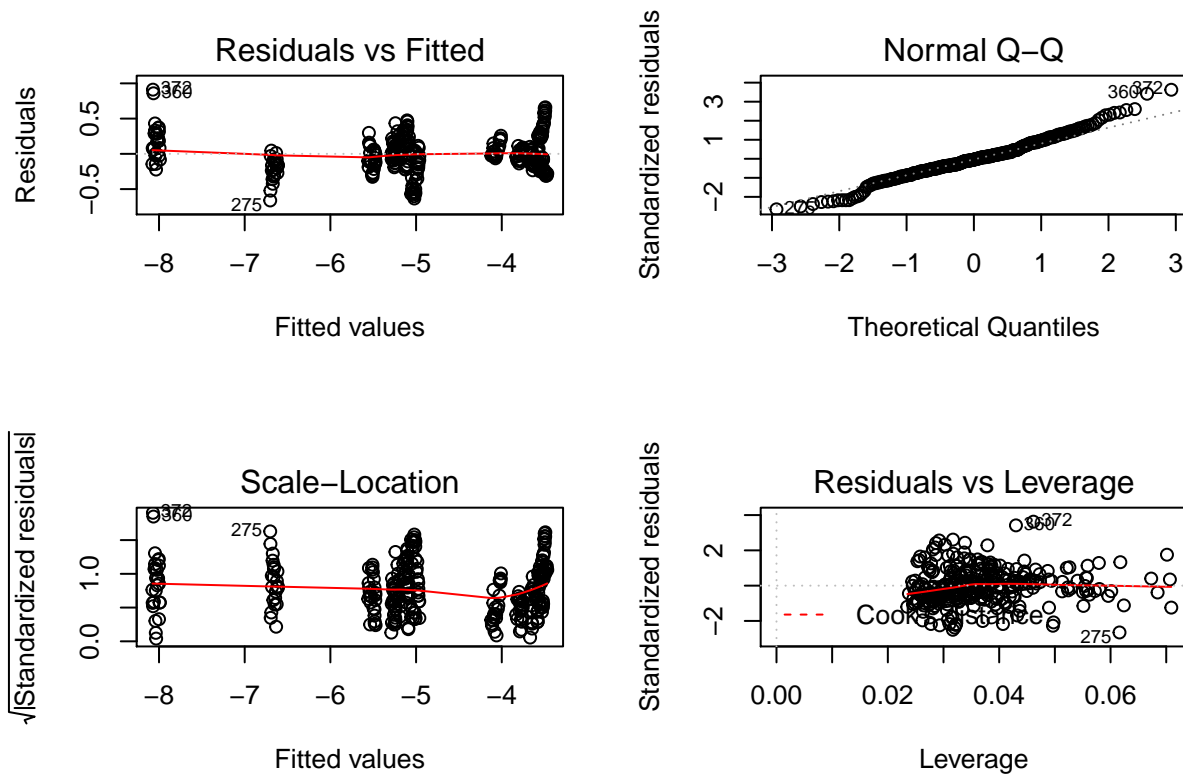 Residuals vs Fitted
Residuals
0.5
−0.5
372
360
275
−8 −7 −6 −5 −4
Fitted values
Normal Q−Q
Standardized residuals
3
1
−2
360 372
275
−3 −2 −1 0 1 2 3
Theoretical Quantiles
Scale−Location
√|Standardized residuals|
1.0
0.0
372
360
275
−8 −7 −6 −5 −4
Fitted values
Residuals vs Leverage
Standardized residuals
2
−2
360 372
Cook's distance
275
0.00 0.02 0.04 0.06
Leverage